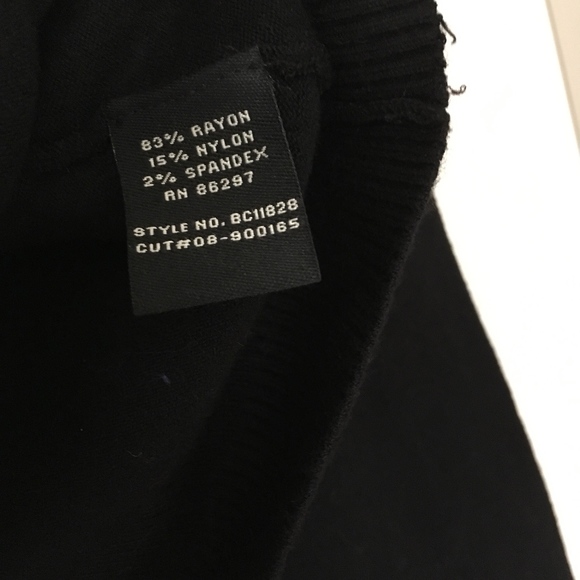 83% RAYON
15% NYLON
2% SPANDEX
RN 86297
STYLE NO. BC11828
CUT#08-900165